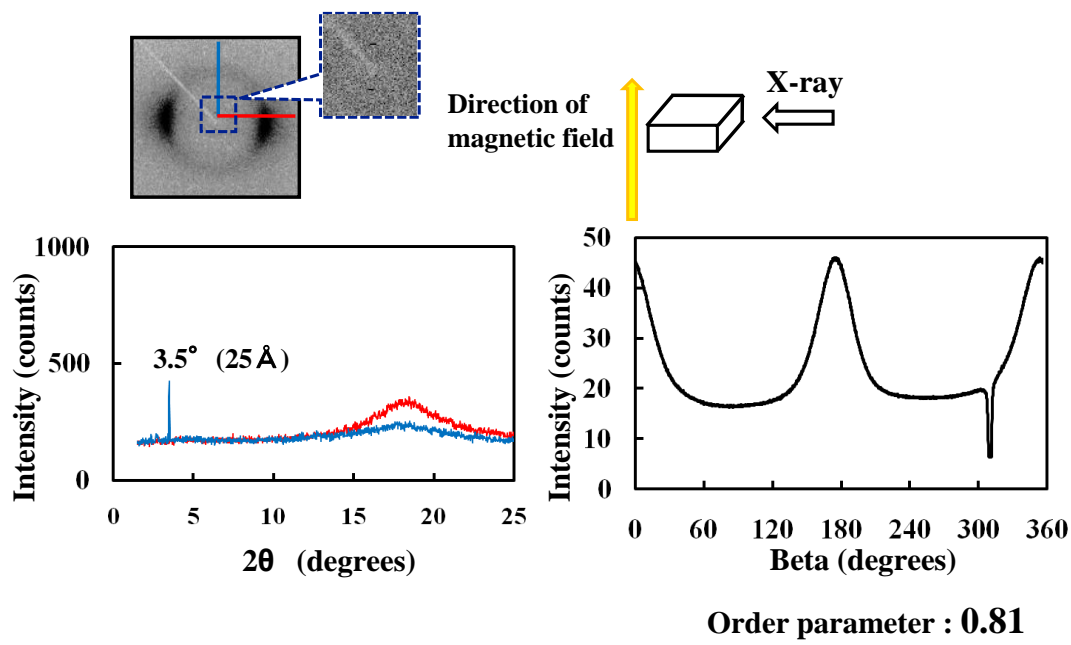 Direction of
magnetic field
X-ray
1000
500
0
Intensity (counts)
3.5° (25Å)
0
5
10
15
20
25
2θ (degrees)
50
40
30
20
10
0
Intensity (counts)
0
60
120
180
240
300
360
Beta (degrees)
Order parameter : 0.81